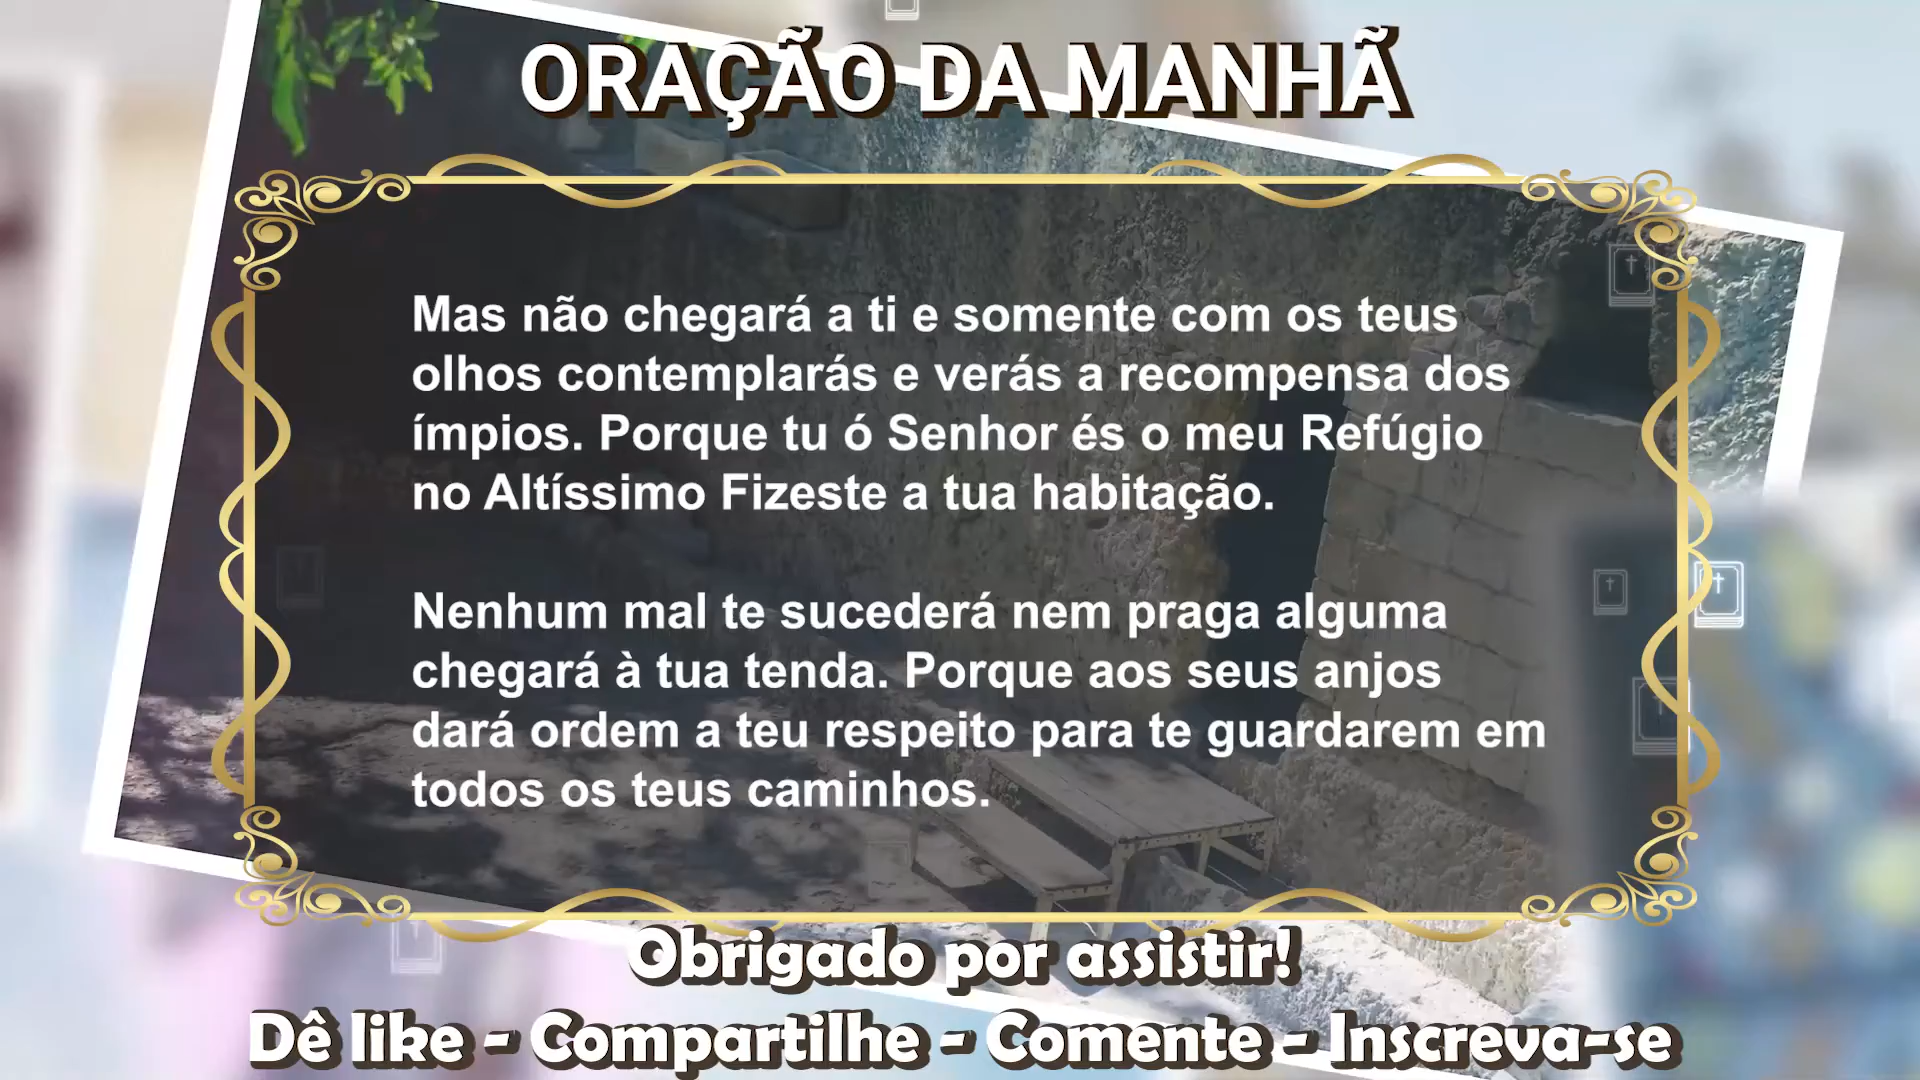 ORAÇÃO DA MANHÃ
Mas não chegará a ti e somente com os teus
olhos contemplarás e verás a recompensa dos
ímpios. Porque tu ó Senhor és o meu Refúgio
no Altíssimo Fizeste a tua habitação.
Nenhum mal te sucederá nem praga alguma
chegará à tua tenda. Porque aos seus anjos
dará ordem a teu respeito para te guardarem em
todos os teus caminhos.
Obrigado por assistir!
Dê like - Compartilhe - Comente - Inscreva-se